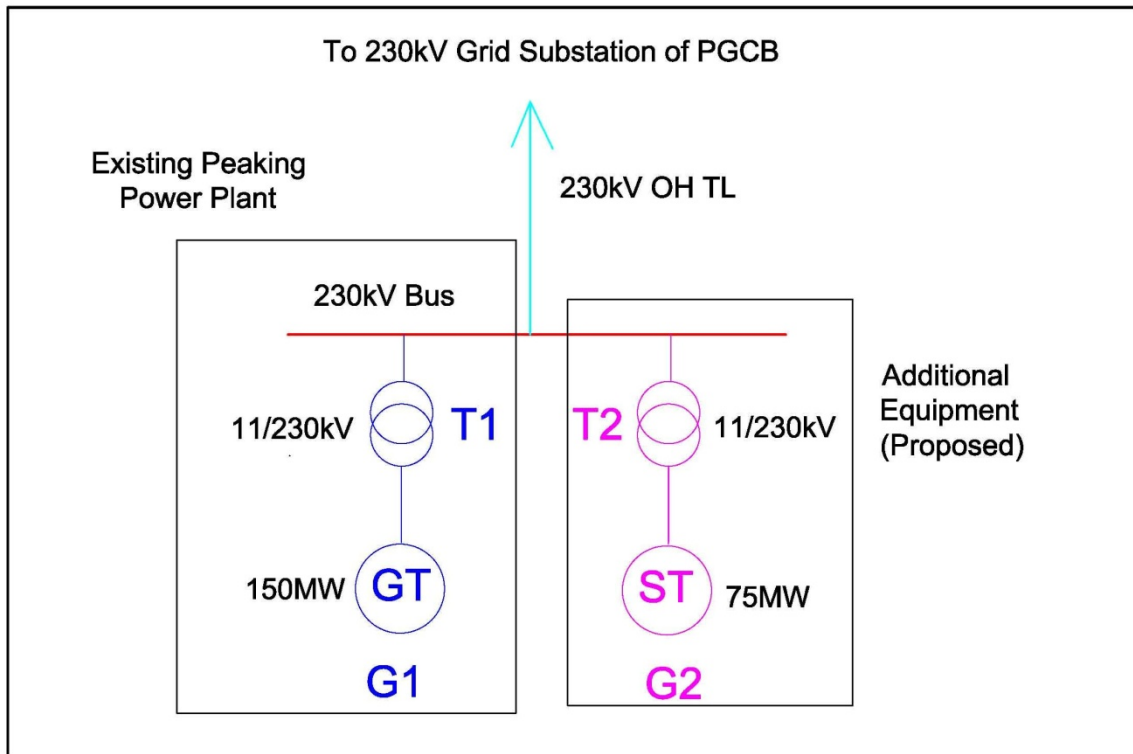 To 230kV Grid Substation of PGCB
Existing Peaking
Power Plant
230kV OH TL
230kV Bus
11/230kV
T1
T2
11/230kV
Additional
Equipment
(Proposed)
150MW
GT
ST
75MW
G1
G2